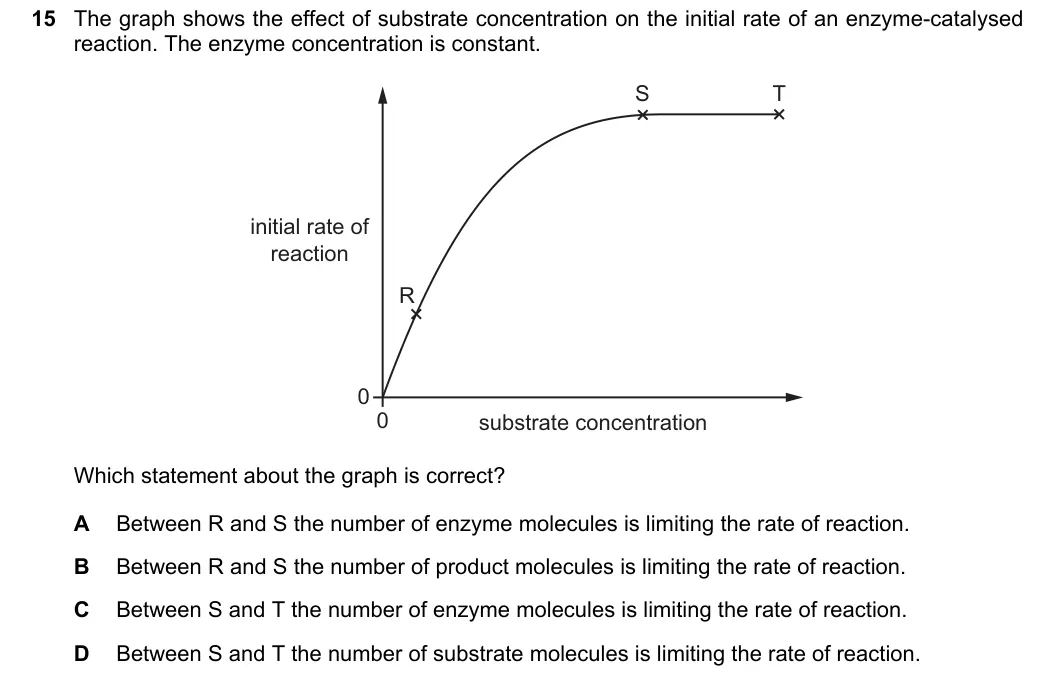 15 The graph shows the effect of substrate concentration on the initial rate of an enzyme-catalysed
reaction. The enzyme concentration is constant.
S
T
initial rate of
reaction
R
0
0
substrate concentration
Which statement about the graph is correct?
A Between R and S the number of enzyme molecules is limiting the rate of reaction.
B Between R and S the number of product molecules is limiting the rate of reaction.
C Between S and T the number of enzyme molecules is limiting the rate of reaction.
D Between S and T the number of substrate molecules is limiting the rate of reaction.